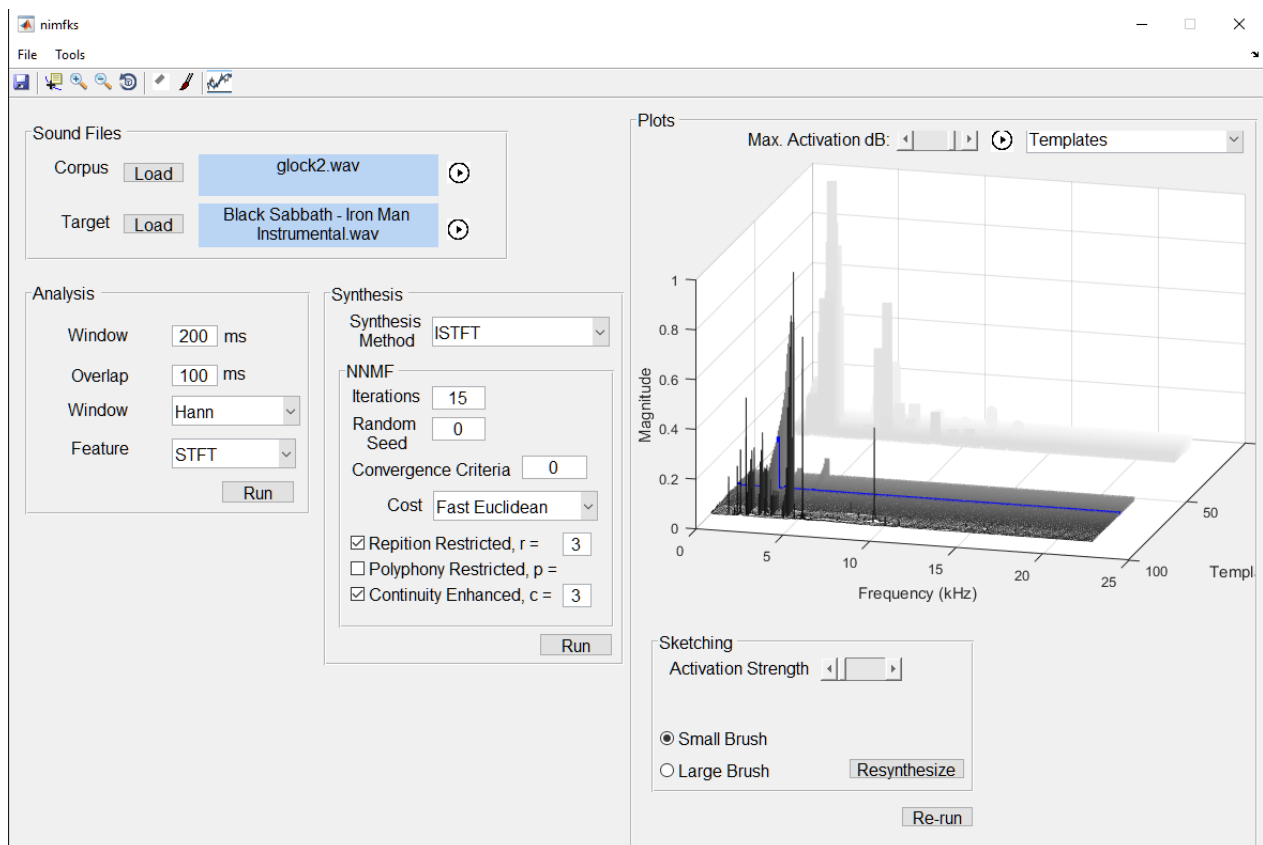 nimfks
File Tools
Sound Files
Corpus Load glock2.wav
Target Load Black Sabbath - Iron Man
Instrumental.wav
Analysis
Window 200 ms
Overlap 100 ms
Window Hann
Feature STFT
Run
Synthesis
Synthesis
Method ISTFT
NNMF
Iterations 15
Random
Seed 0
Convergence Criteria 0
Cost Fast Euclidean
Repition Restricted, r = 3
Polyphony Restricted, p =
Continuity Enhanced, c = 3
Run
Plots
Max. Activation dB: Templates
1
0.8
0.6
0.4
0.2
0
Magnitude
0
5
10
15
20
25
Frequency (kHz)
50
100
Templ
Sketching
Activation Strength
Small Brush
Large Brush Resynthesize
Re-run